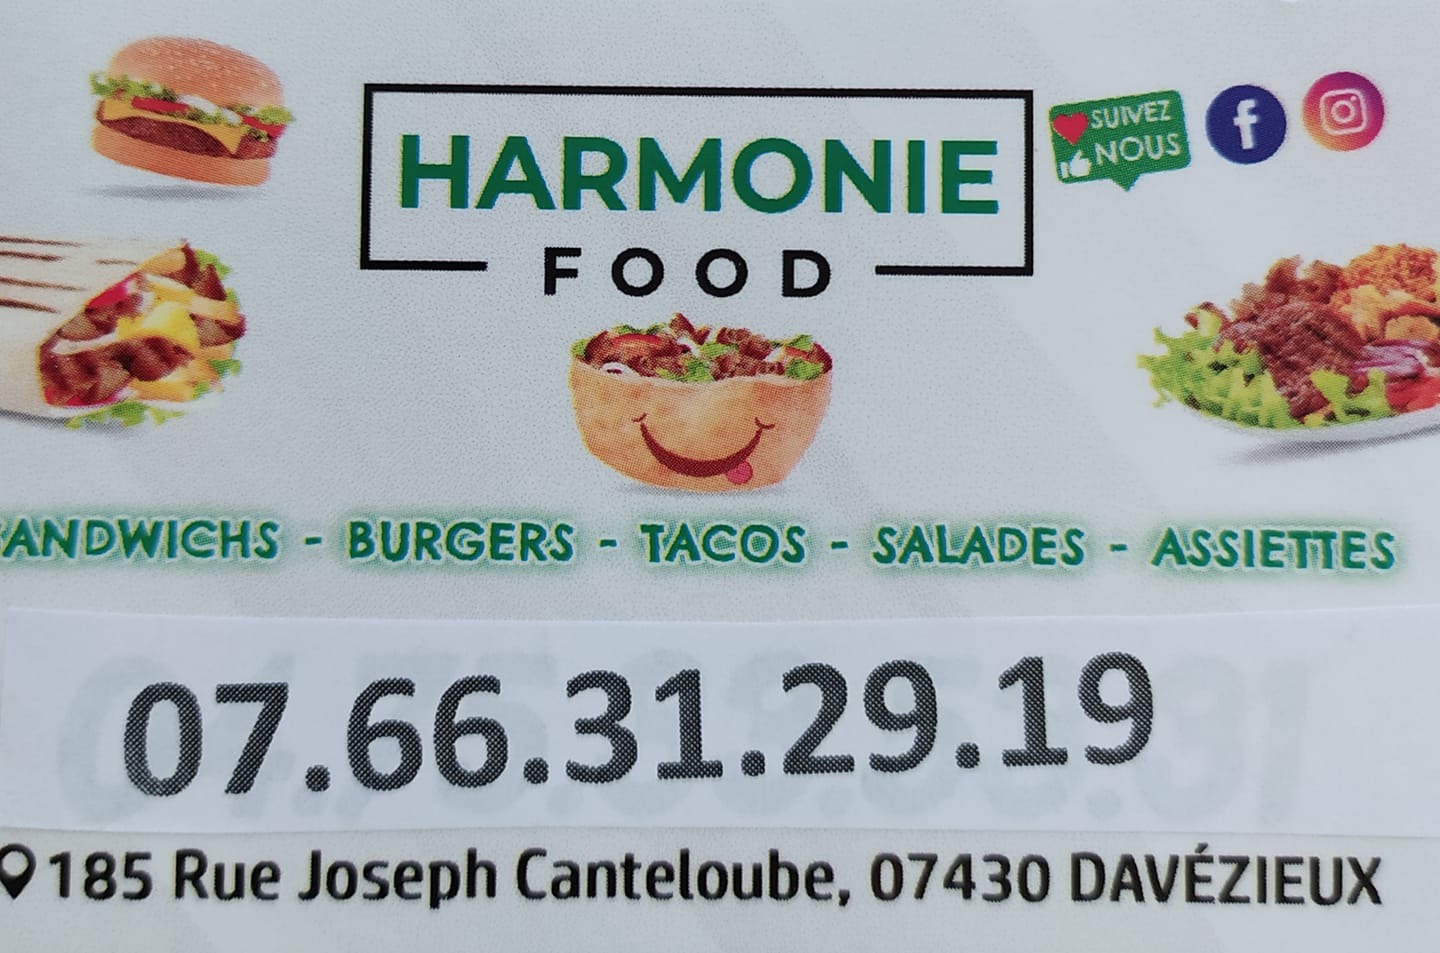 HARMONIE
FOOD
SUIVEZ
NOUS
SANDWICHS - BURGERS - TACOS - SALADES - ASSIETTES
07.66.31.29.19
185 Rue Joseph Canteloube, 07430 DAVÉZIEUX